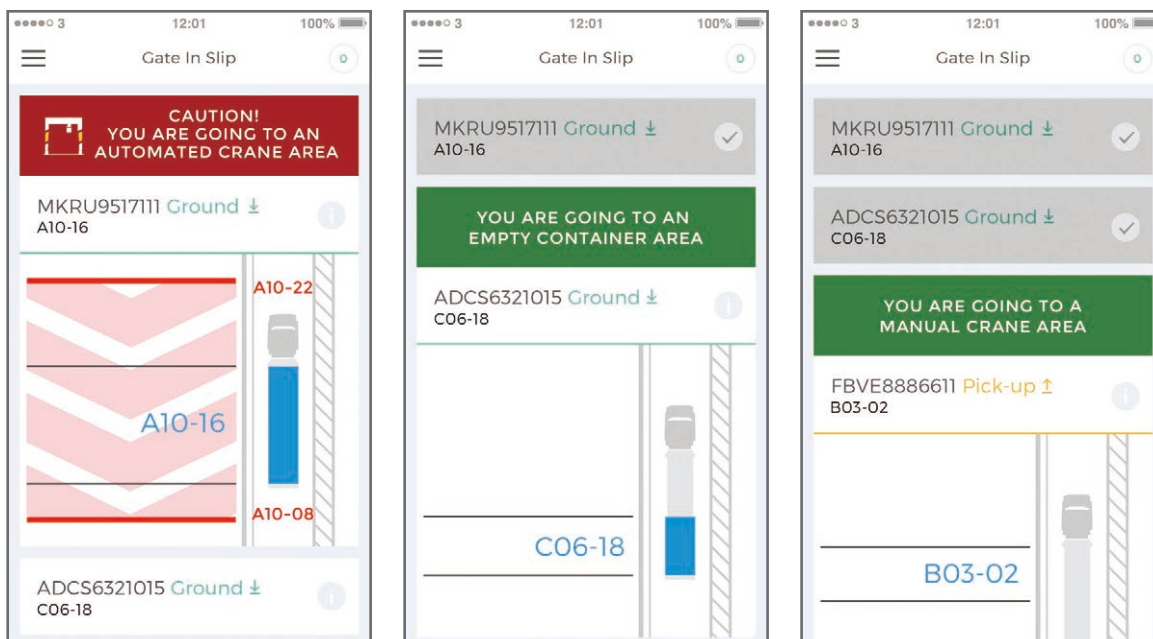 3 12:01 100%
Gate In Slip 0
CAUTION!
YOU ARE GOING TO AN
AUTOMATED CRANE AREA
MKRU9517111 Ground
i
A10-16
A10-22
A10-16
A10-08
ADCS6321015 Ground
i
C06-18
3 12:01 100%
Gate In Slip 0
MKRU9517111 Ground
A10-16
YOU ARE GOING TO AN
EMPTY CONTAINER AREA
ADCS6321015 Ground
i
C06-18
C06-18
3 12:01 100%
Gate In Slip 0
MKRU9517111 Ground
A10-16
ADCS6321015 Ground
C06-18
YOU ARE GOING TO A
MANUAL CRANE AREA
FBVE8886611 Pick-up
i
B03-02
B03-02